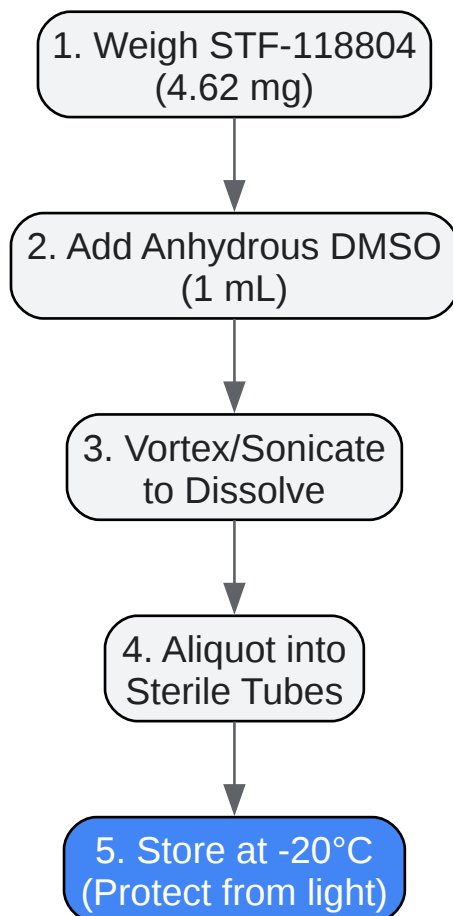 1. Weigh STF-118804
(4.62 mg)
2. Add Anhydrous DMSO
(1 mL)
3. Vortex/Sonicate
to Dissolve
4. Aliquot into
Sterile Tubes
5. Store at -20°C
(Protect from light)